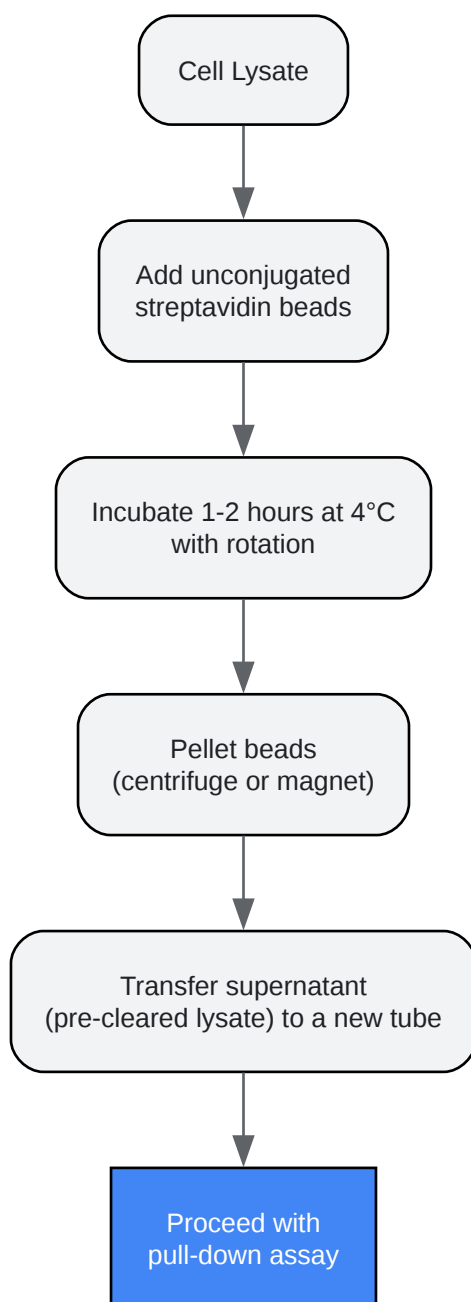 Cell Lysate
Add unconjugated
streptavidin beads
Incubate 1-2 hours at 4°C
with rotation
Pellet beads
(centrifuge or magnet)
Transfer supernatant
(pre-cleared lysate) to a new tube
Proceed with
pull-down assay